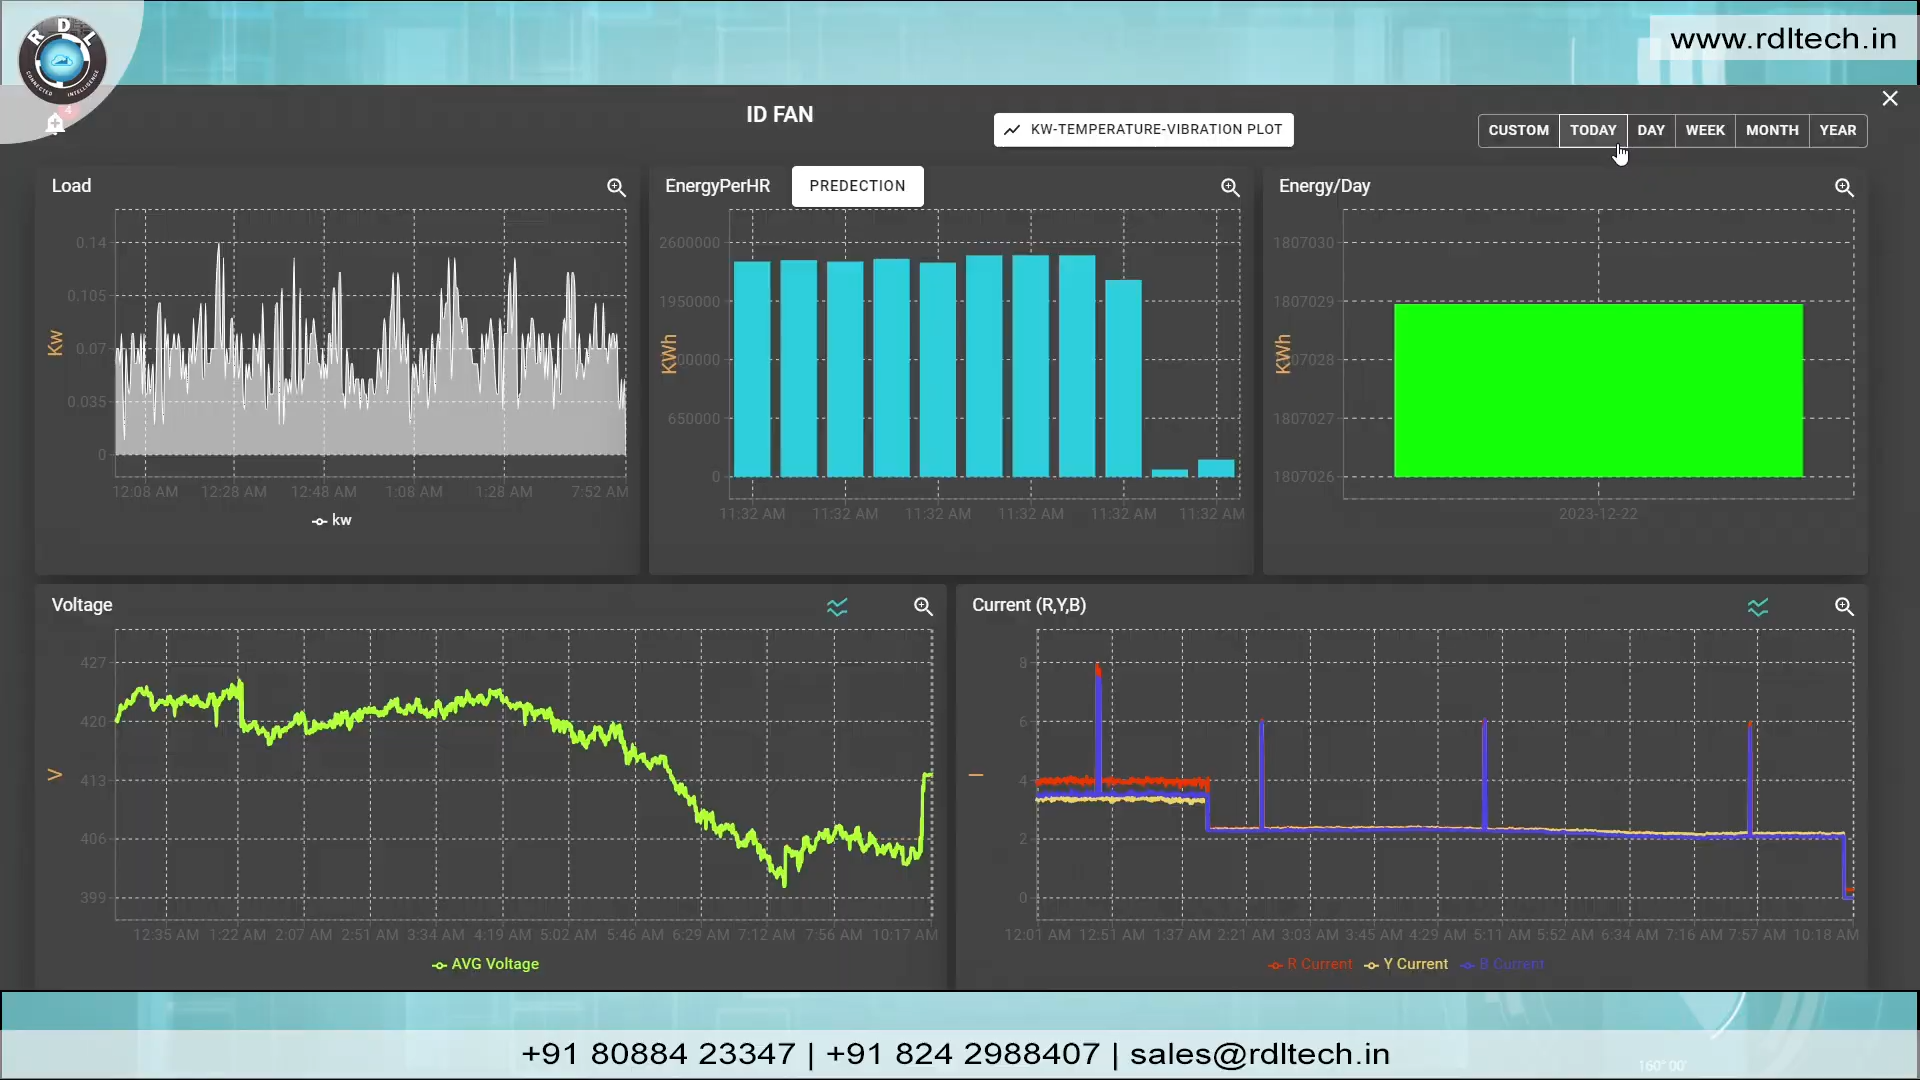 RDL
CONNECTED INTELLIGENCE
www.rdltech.in
4
ID FAN
KW-TEMPERATURE-VIBRATION PLOT
CUSTOM TODAY DAY WEEK MONTH YEAR
Load
0.14
0.105
0.07
0.035
0
Kw
12:08 AM 12:28 AM 12:48 AM 1:08 AM 1:28 AM 7:52 AM
kw
EnergyPerHR
PREDECTION
2600000
1950000
650000
0
KWh
11:32 AM 11:32 AM 11:32 AM 11:32 AM 11:32 AM 11:32 AM
Energy/Day
1807030
1807029
1807027
1807026
KWh
2023-12-22
Voltage
427
420
413
406
399
V
12:35 AM 1:22 AM 2:07 AM 2:51 AM 3:34 AM 4:19 AM 5:02 AM 5:46 AM 6:29 AM 7:12 AM 7:56 AM 10:17 AM
AVG Voltage
Current (R,Y,B)
8
6
4
2
0
I
12:01 AM 12:51 AM 1:37 AM 2:21 AM 3:03 AM 3:45 AM 4:29 AM 5:11 AM 5:52 AM 6:34 AM 7:16 AM 7:57 AM 10:18 AM
R Current Y Current B Current
+91 80884 23347 | +91 824 2988407 | sales@rdltech.in
160° 00'